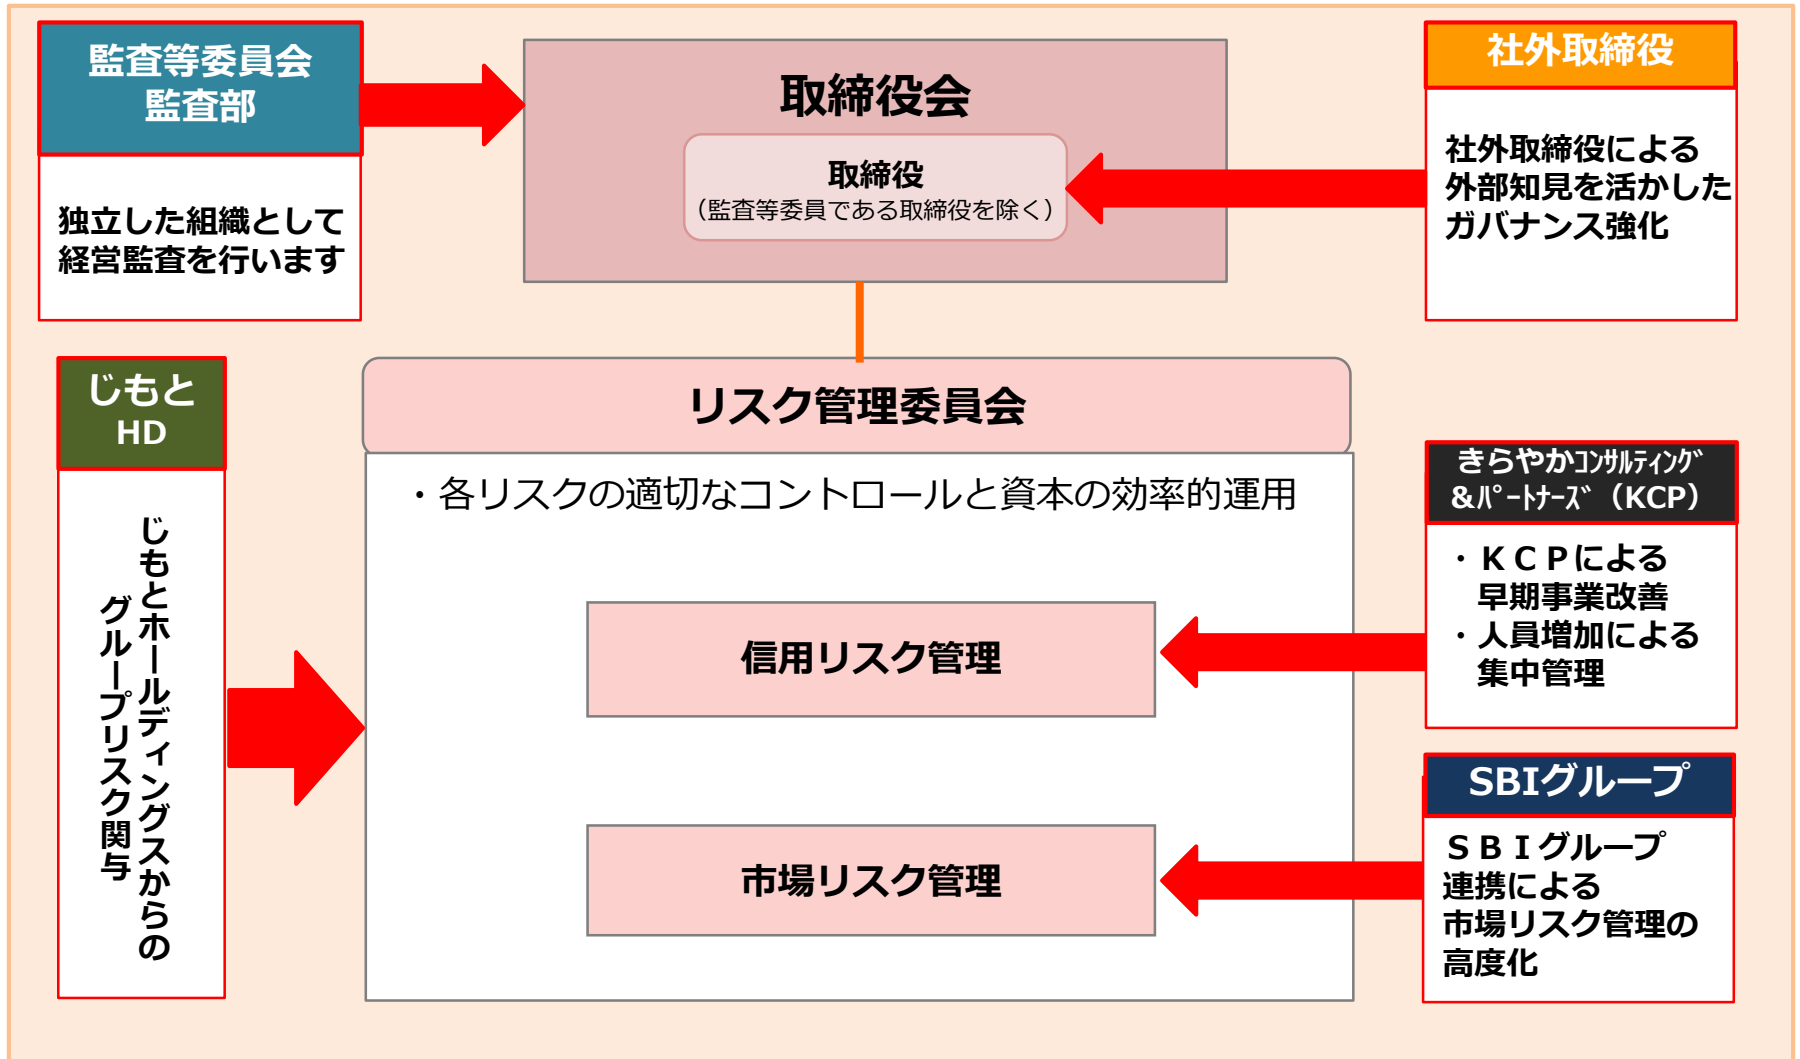 監査等委員会
監査部
独立した組織として
経営監査を行います
取締役会
取締役
（監査等委員である取締役を除く）
社外取締役
社外取締役による
外部知見を活かした
ガバナンス強化
じもと
HD
じもとホールディングスからの
グループリスク関与
リスク管理委員会
・各リスクの適切なコントロールと資本の効率的運用
信用リスク管理
市場リスク管理
きらやかｺﾝｻﾙﾃｨﾝｸﾞ
&ﾊﾟｰﾄﾅｰｽﾞ（KCP）
・ＫＣＰによる
早期事業改善
・人員増加による
集中管理
SBIグループ
ＳＢＩグループ
連携による
市場リスク管理の
高度化